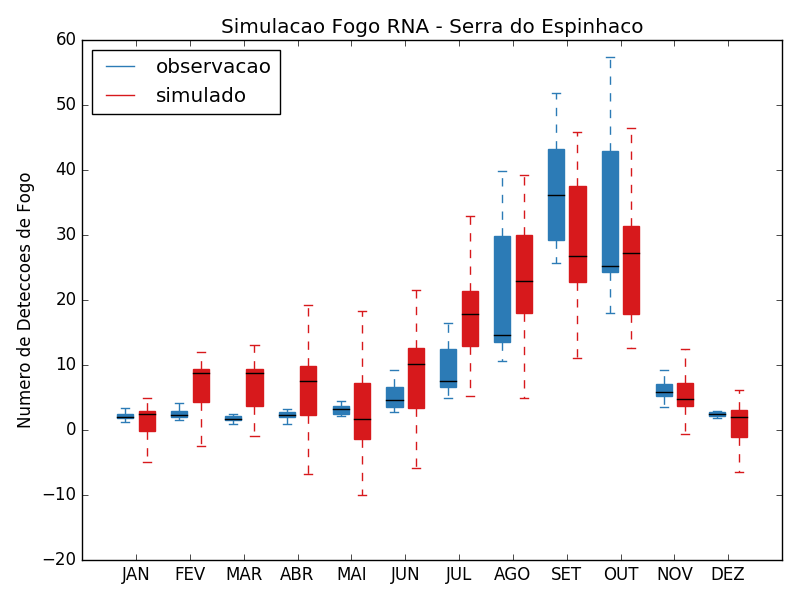 Simulacao Fogo RNA - Serra do Espinhaco
observacao
simulado
Numero de Deteccoes de Fogo
60
50
40
30
20
10
0
−10
−20
JAN FEV MAR ABR MAI JUN JUL AGO SET OUT NOV DEZ